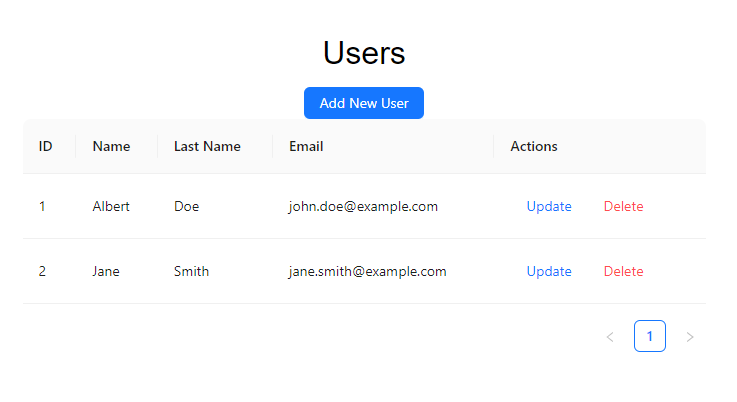 Users
Add New User
ID Name Last Name Email Actions
1 Albert Doe john.doe@example.com Update Delete
2 Jane Smith jane.smith@example.com Update Delete
1